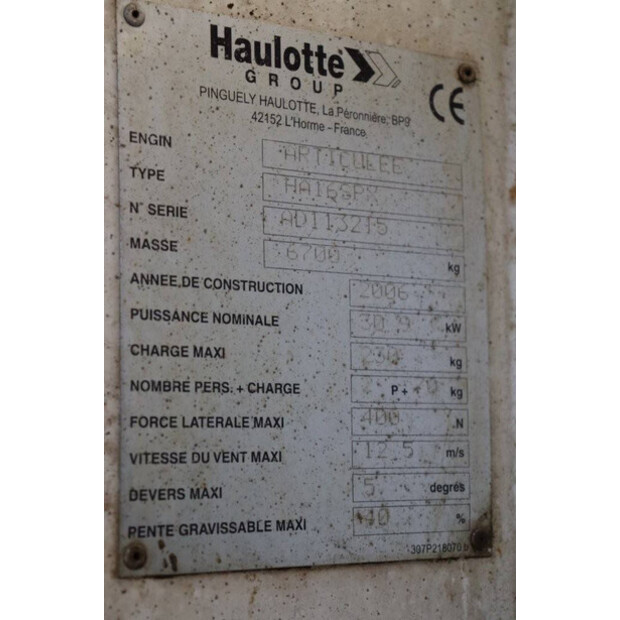 Haulotte
GROUP
PINGUELY HAULOTTE, La Péronnière, BP9
42152 L'Horme - France
CE
ENGIN ARTICULEE
TYPE HA16SPX
N° SERIE AD113215
MASSE 6700 kg
ANNEE DE CONSTRUCTION 2006
PUISSANCE NOMINALE 30.9 kW
CHARGE MAXI 230 kg
NOMBRE PERS. + CHARGE 2 P + kg
FORCE LATERALE MAXI 400 N
VITESSE DU VENT MAXI 12.5 m/s
DEVERS MAXI 5 degrés
PENTE GRAVISSABLE MAXI 40 %
307P218070 b